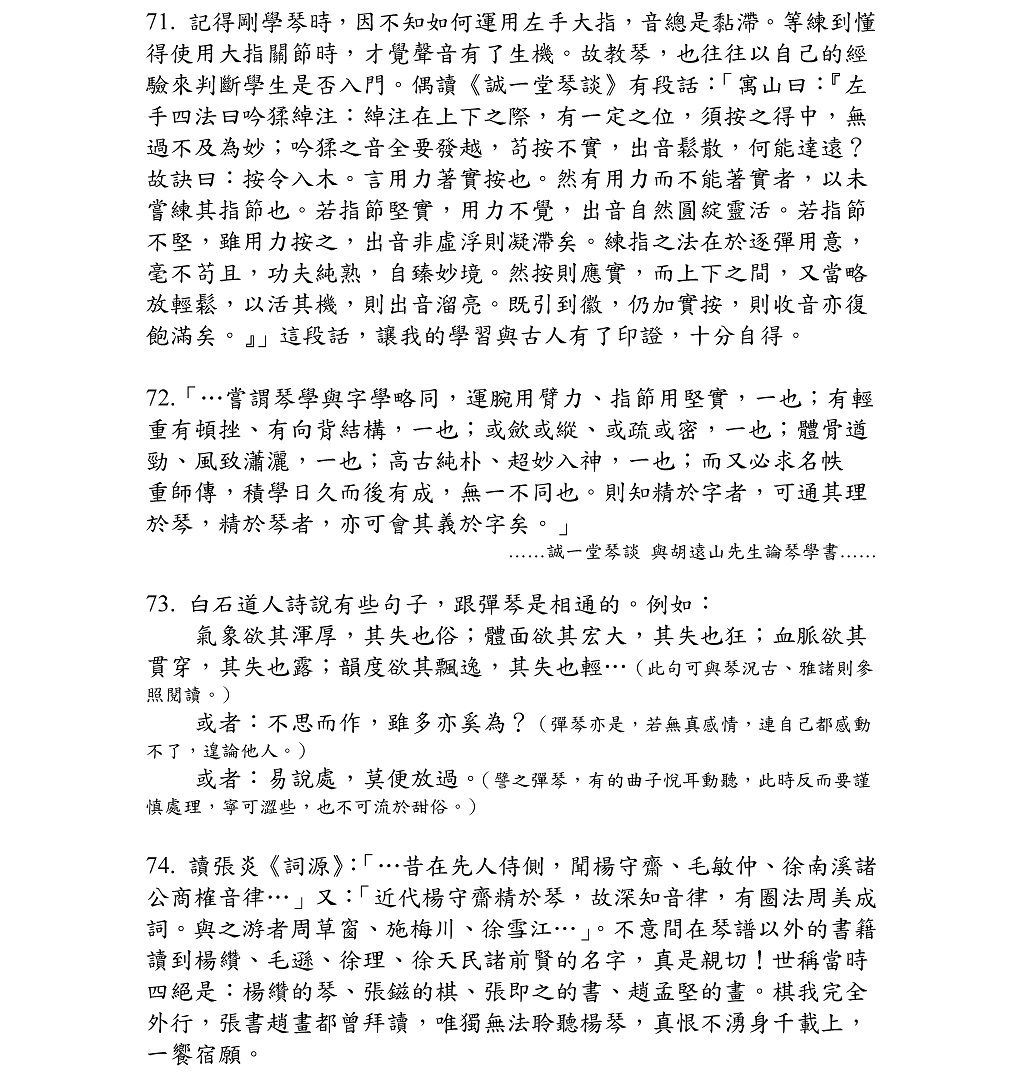 71. 記得剛學琴時，因不知如何運用左手大指，音總是黏滯。等練到懂
得使用大指關節時，才覺聲音有了生機。故教琴，也往往以自己的經
驗來判斷學生是否入門。偶讀《誠一堂琴談》有段話：「寓山曰：『左
手四法曰吟猱綽注：綽注在上下之際，有一定之位，須按之得中，無
過不及為妙；吟猱之音全要發越，苟按不實，出音鬆散，何能達遠？
故訣曰：按令入木。言用力著實按也。然有用力而不能著實者，以未
嘗練其指節也。若指節堅實，用力不覺，出音自然圓綻靈活。若指節
不堅，雖用力按之，出音非虛浮則凝滯矣。練指之法在於逐彈用意，
毫不苟且，功夫純熟，自臻妙境。然按則應實，而上下之間，又當略
放輕鬆，以活其機，則出音溜亮。既引到徽，仍加實按，則收音亦復
飽滿矣。』」這段話，讓我的學習與古人有了印證，十分自得。
72.「…嘗謂琴學與字學略同，運腕用臂力、指節用堅實，一也；有輕
重有頓挫、有向背結構，一也；或斂或縱、或疏或密，一也；體骨遒
勁、風致瀟灑，一也；高古純朴、超妙入神，一也；而又必求名帙
重師傳，積學日久而後有成，無一不同也。則知精於字者，可通其理
於琴，精於琴者，亦可會其義於字矣。」
……誠一堂琴談 與胡遠山先生論琴學書……
73. 白石道人詩說有些句子，跟彈琴是相通的。例如：
氣象欲其渾厚，其失也俗；體面欲其宏大，其失也狂；血脈欲其
貫穿，其失也露；韻度欲其飄逸，其失也輕…（此句可與琴況古、雅諸則參
照閱讀。）
或者：不思而作，雖多亦奚為？（彈琴亦是，若無真感情，連自己都感動
不了，遑論他人。）
或者：易說處，莫便放過。（譬之彈琴，有的曲子悅耳動聽，此時反而要謹
慎處理，寧可澀些，也不可流於甜俗。）
74. 讀張炎《詞源》：「…昔在先人侍側，聞楊守齋、毛敏仲、徐南溪諸
公商榷音律…」又：「近代楊守齋精於琴，故深知音律，有圈法周美成
詞。與之游者周草窗、施梅川、徐雪江…」。不意間在琴譜以外的書籍
讀到楊纘、毛遜、徐理、徐天民諸前賢的名字，真是親切！世稱當時
四絕是：楊纘的琴、張鎡的棋、張即之的書、趙孟堅的畫。棋我完全
外行，張書趙畫都曾拜讀，唯獨無法聆聽楊琴，真恨不湧身千載上，
一饗宿願。